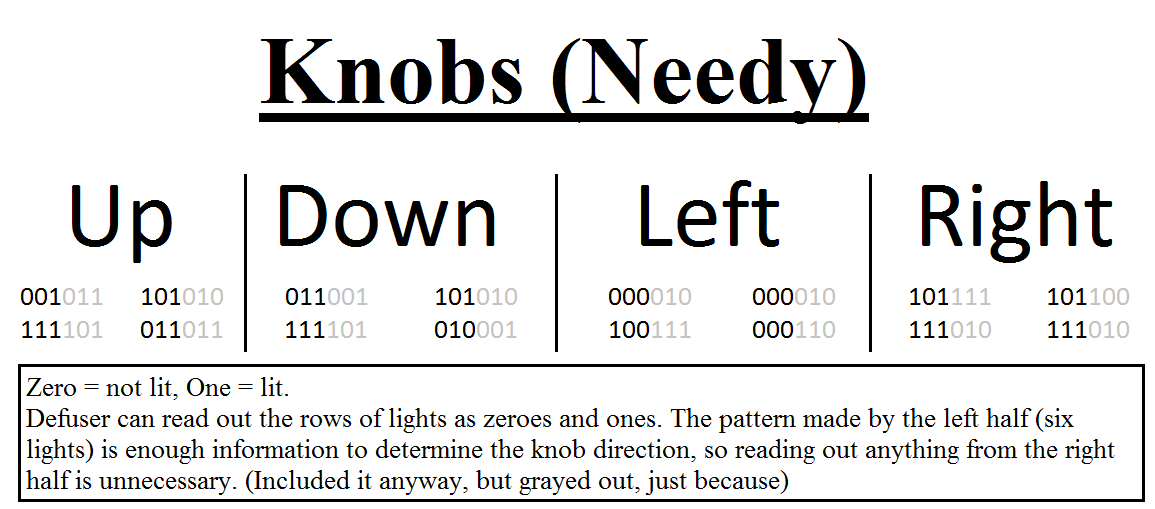 Knobs (Needy)
Up Down Left Right
001011 101010 011001 101010 000010 000010 101111 101100
111101 011011 111101 010001 100111 000110 111010 111010
Zero = not lit, One = lit.
Defuser can read out the rows of lights as zeroes and ones. The pattern made by the left half (six
lights) is enough information to determine the knob direction, so reading out anything from the right
half is unnecessary. (Included it anyway, but grayed out, just because)